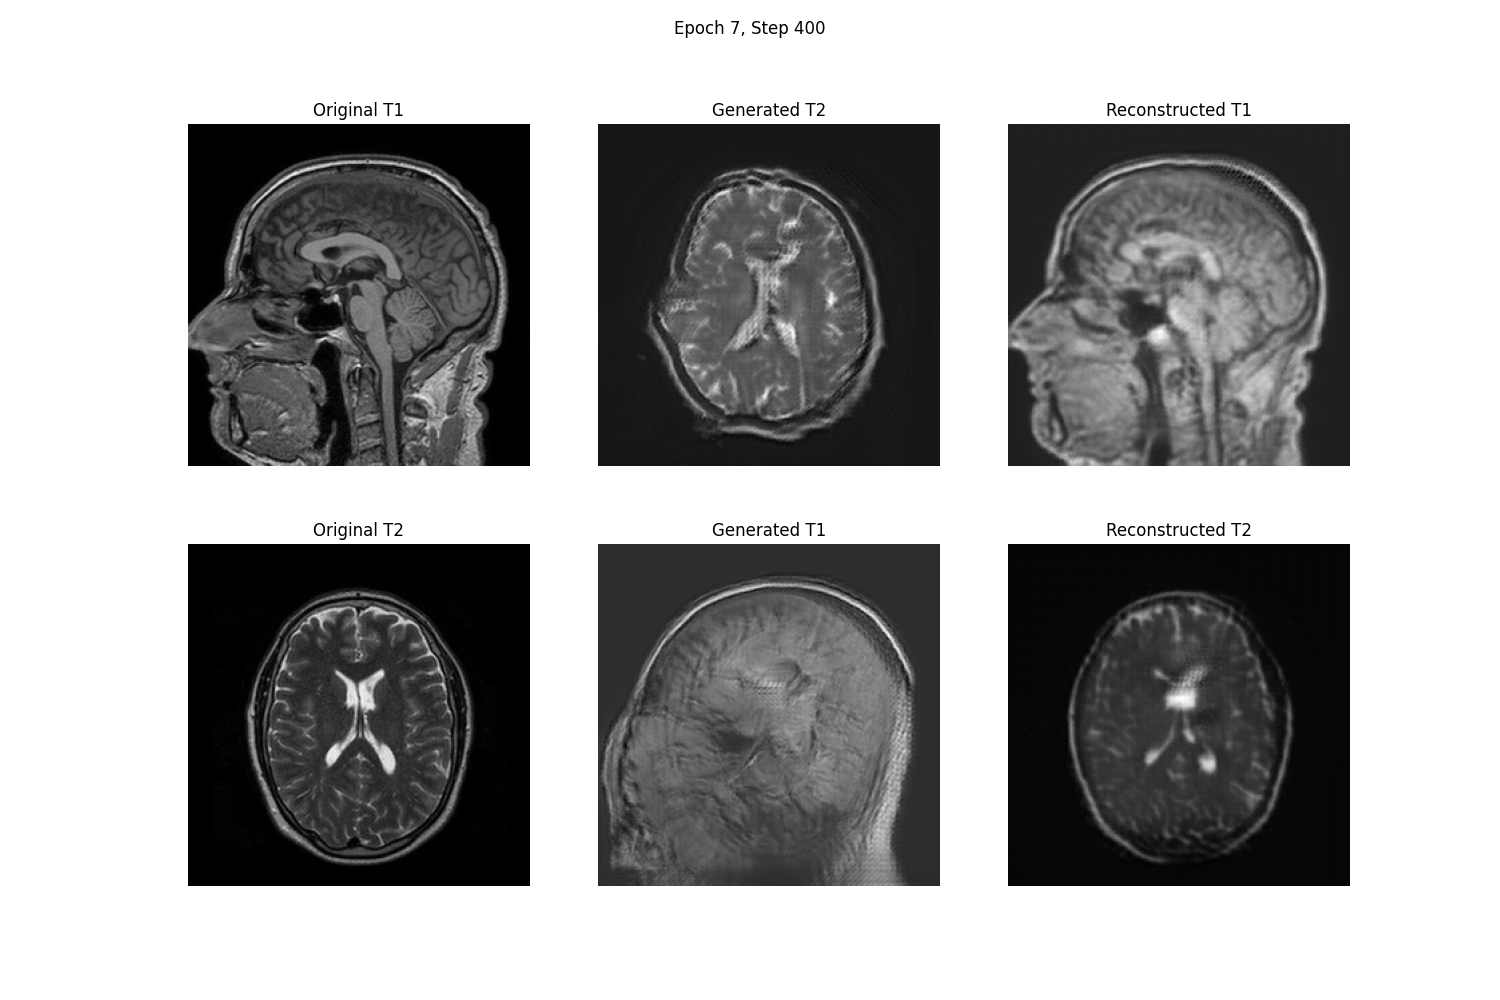 Epoch 7, Step 400
Original T1
Generated T2
Reconstructed T1
Original T2
Generated T1
Reconstructed T2